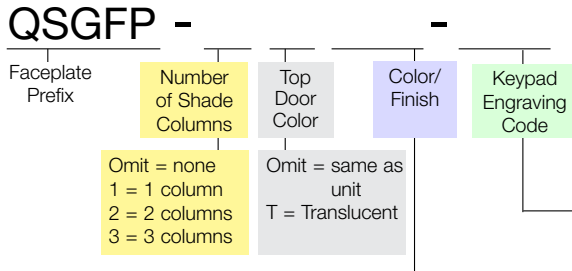 QSGFP - -
Faceplate
Prefix
Number
of Shade
Columns
Top
Door
Color
Color/
Finish
Keypad
Engraving
Code
Omit = none
1 = 1 column
2 = 2 columns
3 = 3 columns
Omit = same as
unit
T = Translucent